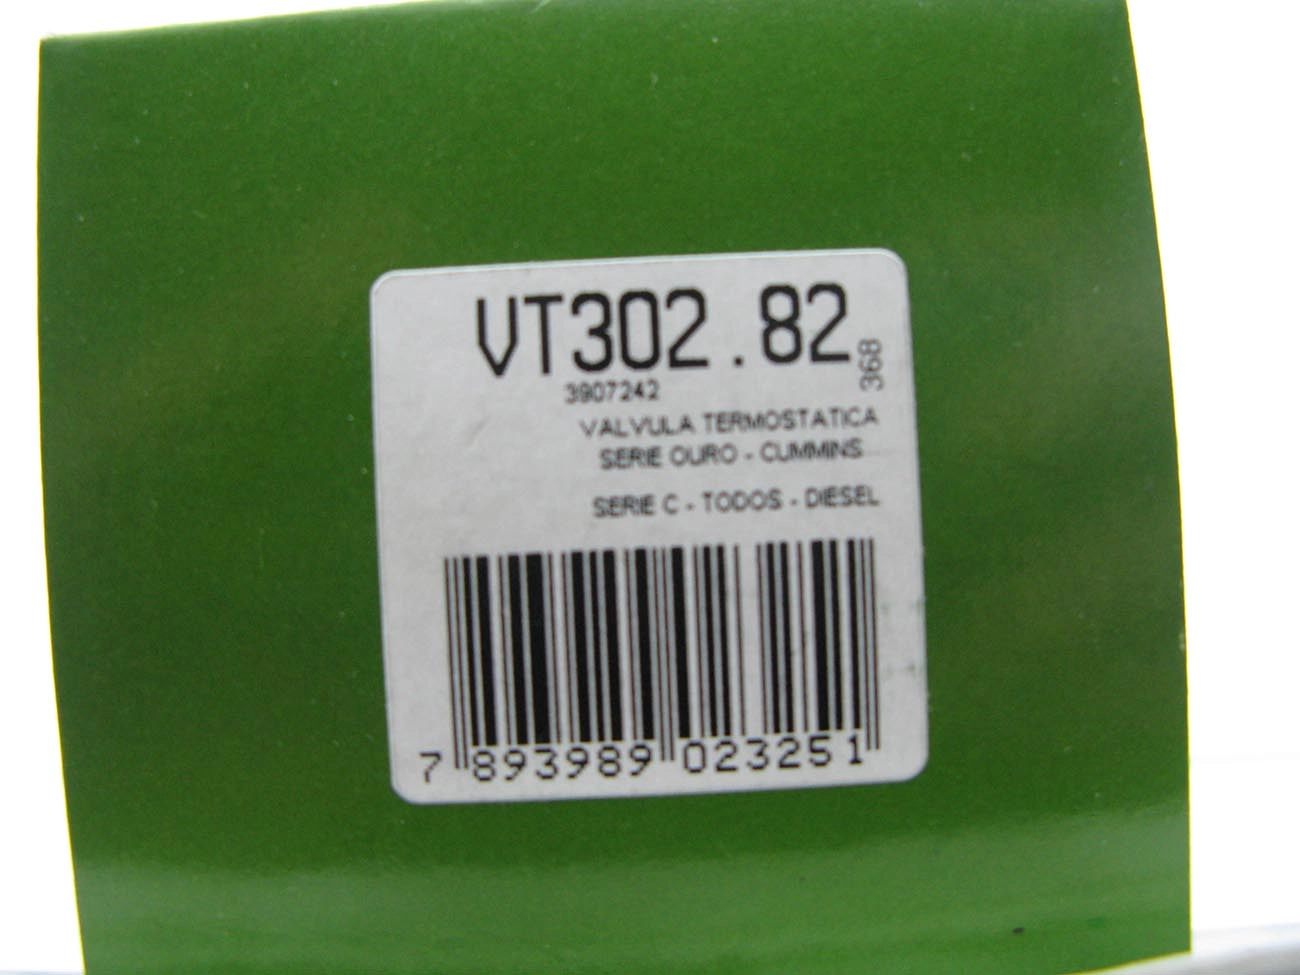 VT302.82
368
3907242
VALVULA TERMOSTATICA
SERIE OURO - CUMMINS
SERIE C - TODOS - DIESEL
7 893989 023251